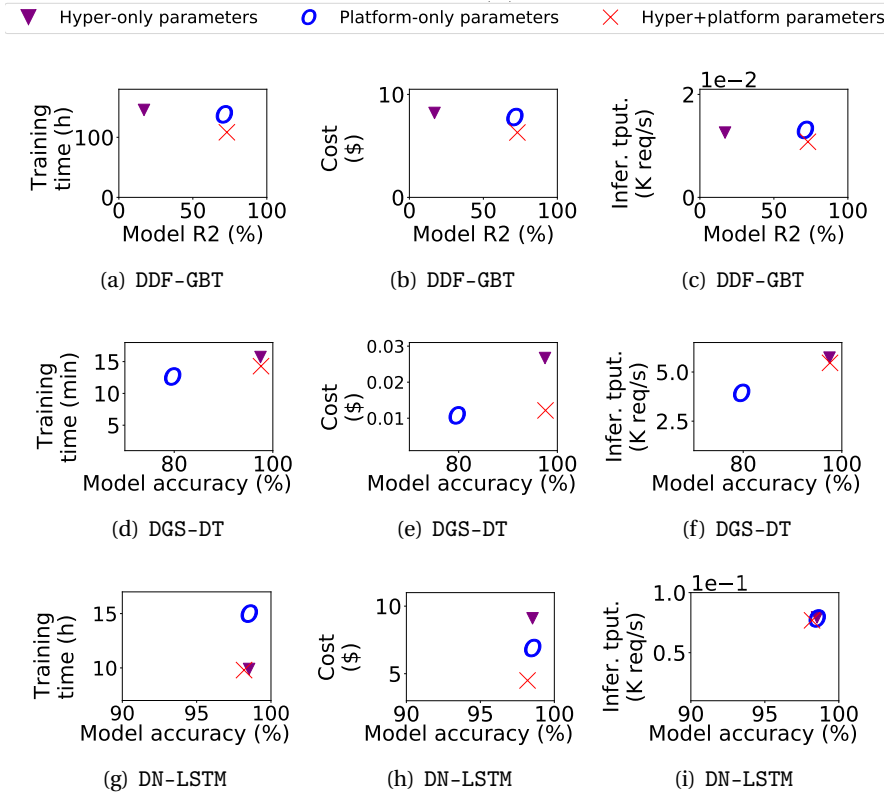 Hyper-only parameters Platform-only parameters Hyper+platform parameters
Training
time (h)
100
0
0 50 100
Model R2 (%)
(a) DDF-GBT
Cost
($)
10
0
0 50 100
Model R2 (%)
(b) DDF-GBT
1e−2
Infer. tput.
(K req/s)
2
0
0 50 100
Model R2 (%)
(c) DDF-GBT
Training
time (min)
15
10
5
80 100
Model accuracy (%)
(d) DGS-DT
Cost
($)
0.03
0.02
0.01
80 100
Model accuracy (%)
(e) DGS-DT
Infer. tput.
(K req/s)
5.0
2.5
80 100
Model accuracy (%)
(f) DGS-DT
Training
time (h)
15
10
90 95 100
Model accuracy (%)
(g) DN-LSTM
Cost
($)
10
5
90 95 100
Model accuracy (%)
(h) DN-LSTM
1e−1
Infer. tput.
(K req/s)
1.0
0.5
90 95 100
Model accuracy (%)
(i) DN-LSTM